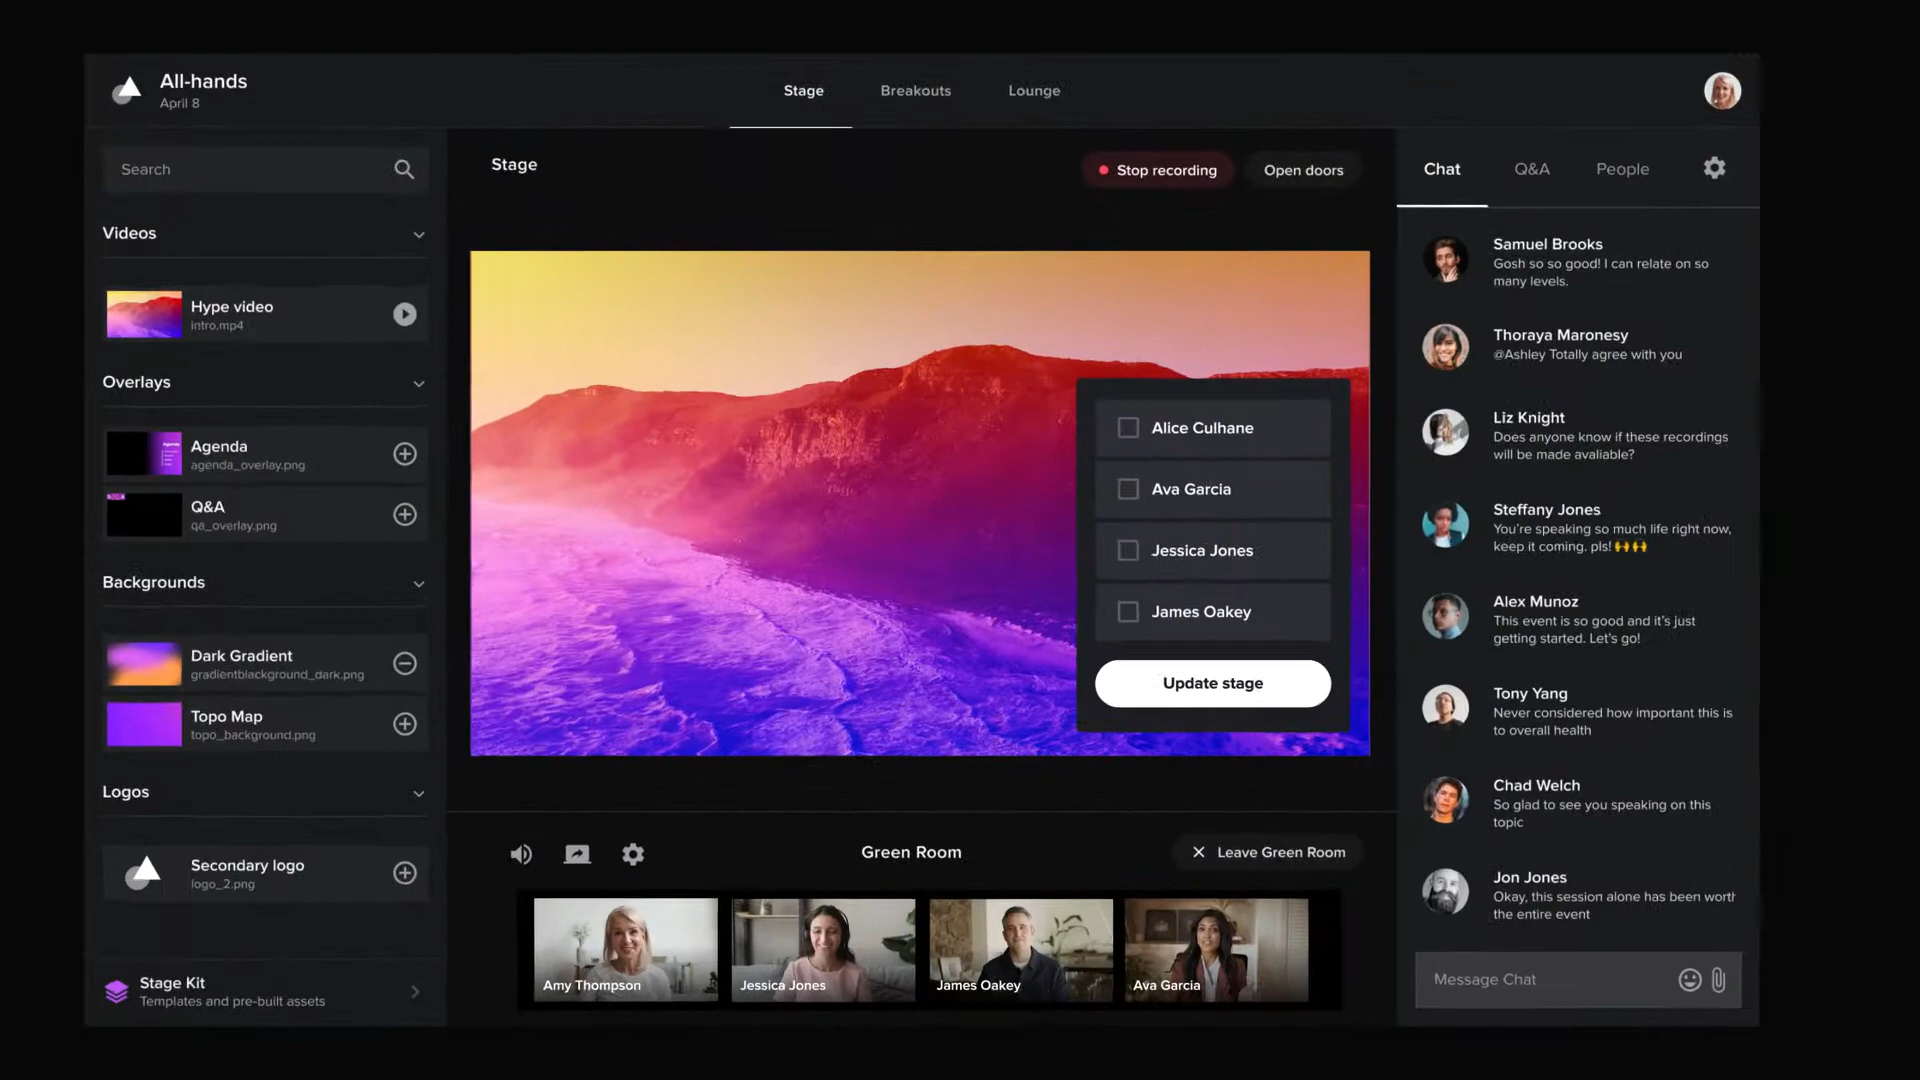 All-hands
April 8
Stage
Breakouts
Lounge
Search
Videos
Hype video
intro.mp4
Overlays
Agenda
agenda_overlay.png
Q&A
qa_overlay.png
Backgrounds
Dark Gradient
gradientblackground_dark.png
Topo Map
topo_background.png
Logos
Secondary logo
logo_2.png
Stage Kit
Templates and pre-built assets
Stage
Stop recording
Open doors
Alice Culhane
Ava Garcia
Jessica Jones
James Oakey
Update stage
Green Room
Leave Green Room
Amy Thompson
Jessica Jones
James Oakey
Ava Garcia
Chat
Q&A
People
Samuel Brooks
Gosh so so good! I can relate on so
many levels.
Thoraya Maronesy
@Ashley Totally agree with you
Liz Knight
Does anyone know if these recordings
will be made avaliable?
Steffany Jones
You're speaking so much life right now,
keep it coming. pls! 🙌🙌
Alex Munoz
This event is so good and it's just
getting started. Let's go!
Tony Yang
Never considered how important this is
to overall health
Chad Welch
So glad to see you speaking on this
topic
Jon Jones
Okay, this session alone has been worth
the entire event
Message Chat